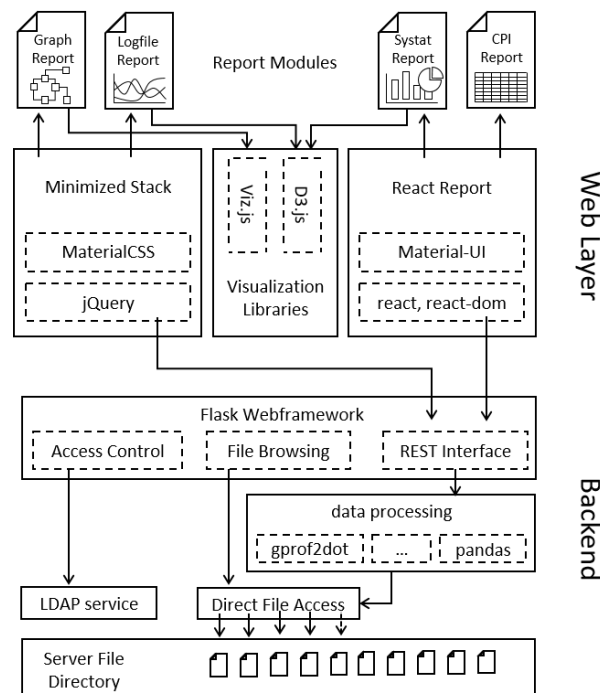 Graph
Report
Logfile
Report
Report Modules
Systat
Report
CPI
Report
Minimized Stack
MaterialCSS
jQuery
Viz.js
D3.js
Visualization
Libraries
React Report
Material-UI
react, react-dom
Web Layer
Flask Webframework
Access Control
File Browsing
REST Interface
data processing
gprof2dot
...
pandas
Backend
LDAP service
Direct File Access
Server File
Directory